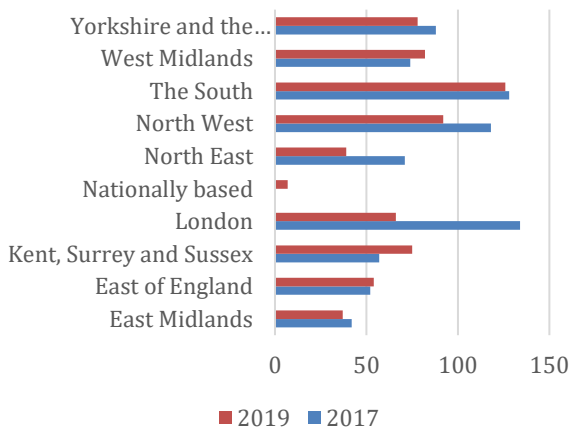 Yorkshire and the...
West Midlands
The South
North West
North East
Nationally based
London
Kent, Surrey and Sussex
East of England
East Midlands
0 50 100 150
2019 2017